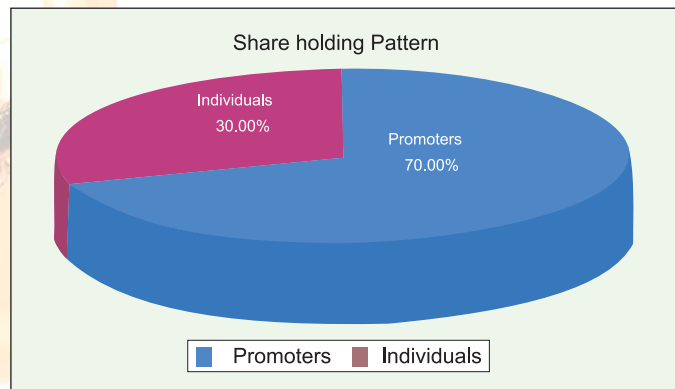 Share holding Pattern
Individuals
30.00%
Promoters
70.00%
Promoters Individuals